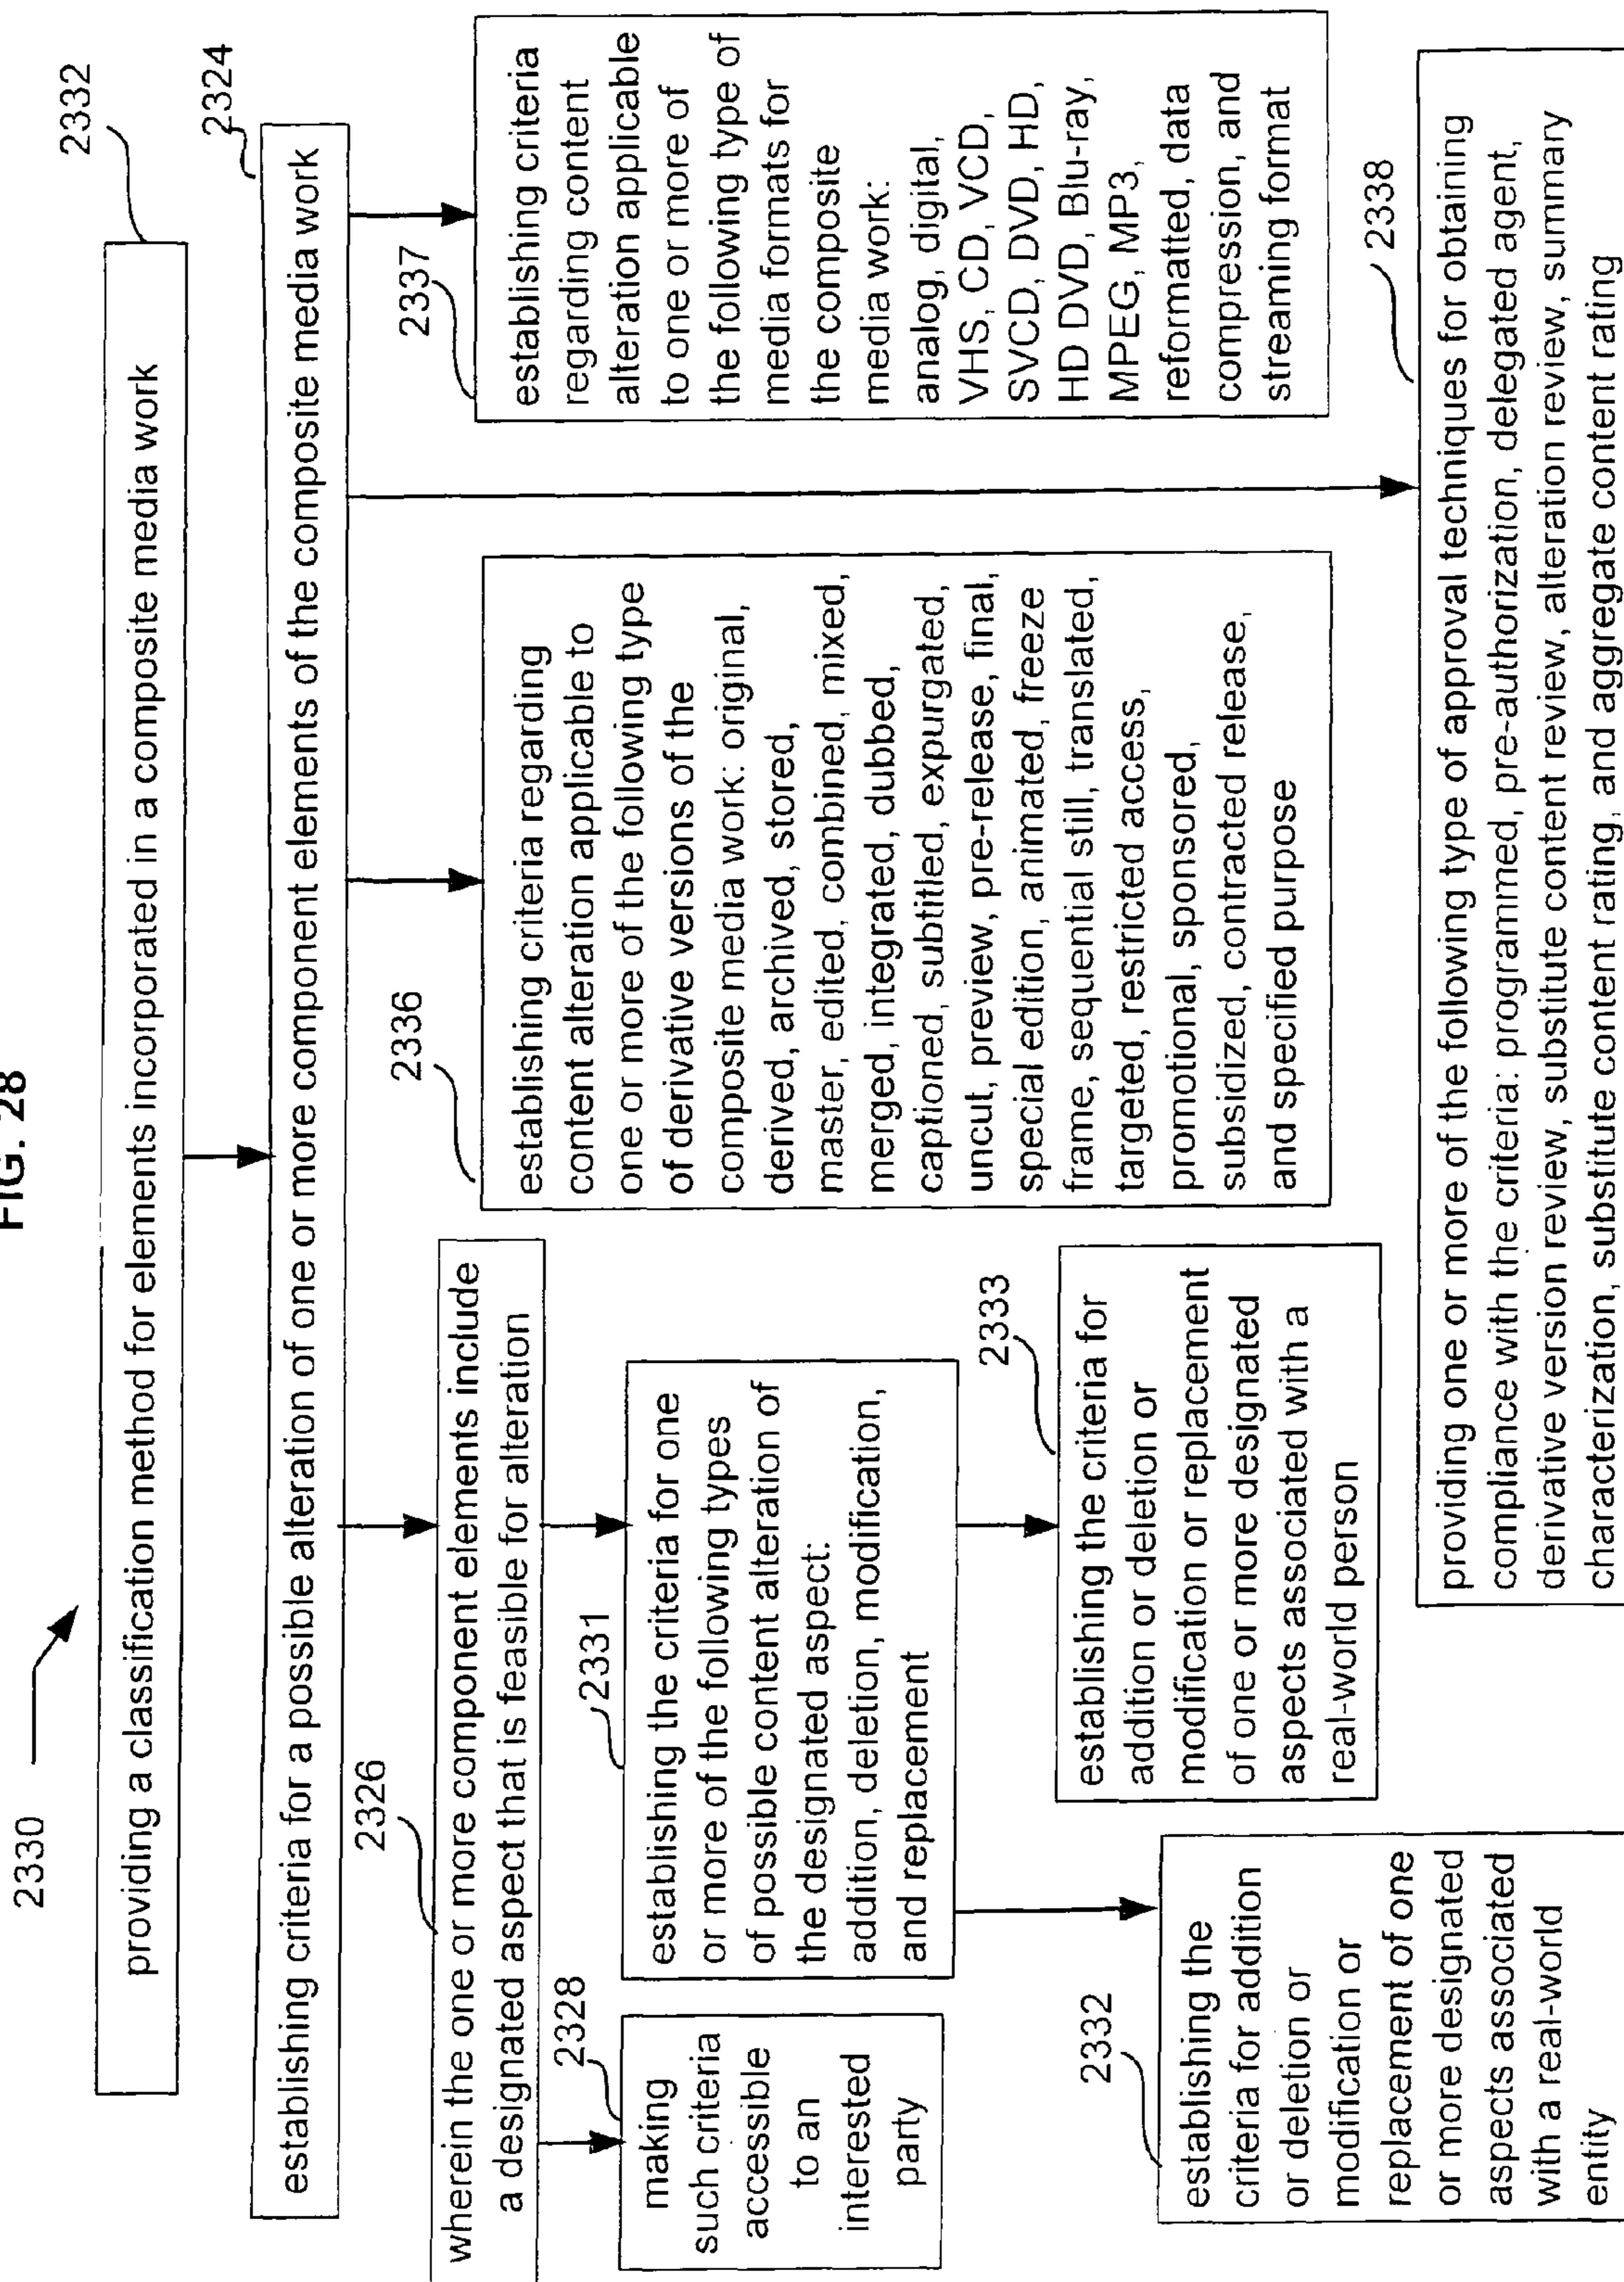 FIG. 28
2330
2332
providing a classification method for elements incorporated in a composite media work
2324
establishing criteria for a possible alteration of one or more component elements of the composite media work
2326
wherein the one or more component elements include
a designated aspect that is feasible for alteration
2328
making
such criteria
accessible
to an
interested
party
2331
establishing the criteria for one
or more of the following types
of possible content alteration of
the designated aspect:
addition, deletion, modification,
and replacement
2332
establishing the
criteria for addition
or deletion or
modification or
replacement of one
or more designated
aspects associated
with a real-world
entity
2333
establishing the criteria for
addition or deletion or
modification or replacement
of one or more designated
aspects associated with a
real-world person
2336
establishing criteria regarding
content alteration applicable to
one or more of the following type
of derivative versions of the
composite media work: original,
derived, archived, stored,
master, edited, combined, mixed,
merged, integrated, dubbed,
captioned, subtitled, expurgated,
uncut, preview, pre-release, final,
special edition, animated, freeze
frame, sequential still, translated,
targeted, restricted access,
promotional, sponsored,
subsidized, contracted release,
and specified purpose
2337
establishing criteria
regarding content
alteration applicable
to one or more of
the following type of
media formats for
the composite
media work:
analog, digital,
VHS, CD, VCD,
SVCD, DVD, HD,
HD DVD, Blu-ray,
MPEG, MP3,
reformatted, data
compression, and
streaming format
2338
providing one or more of the following type of approval techniques for obtaining
compliance with the criteria: programmed, pre-authorization, delegated agent,
derivative version review, substitute content review, alteration review, summary
characterization, substitute content rating, and aggregate content rating